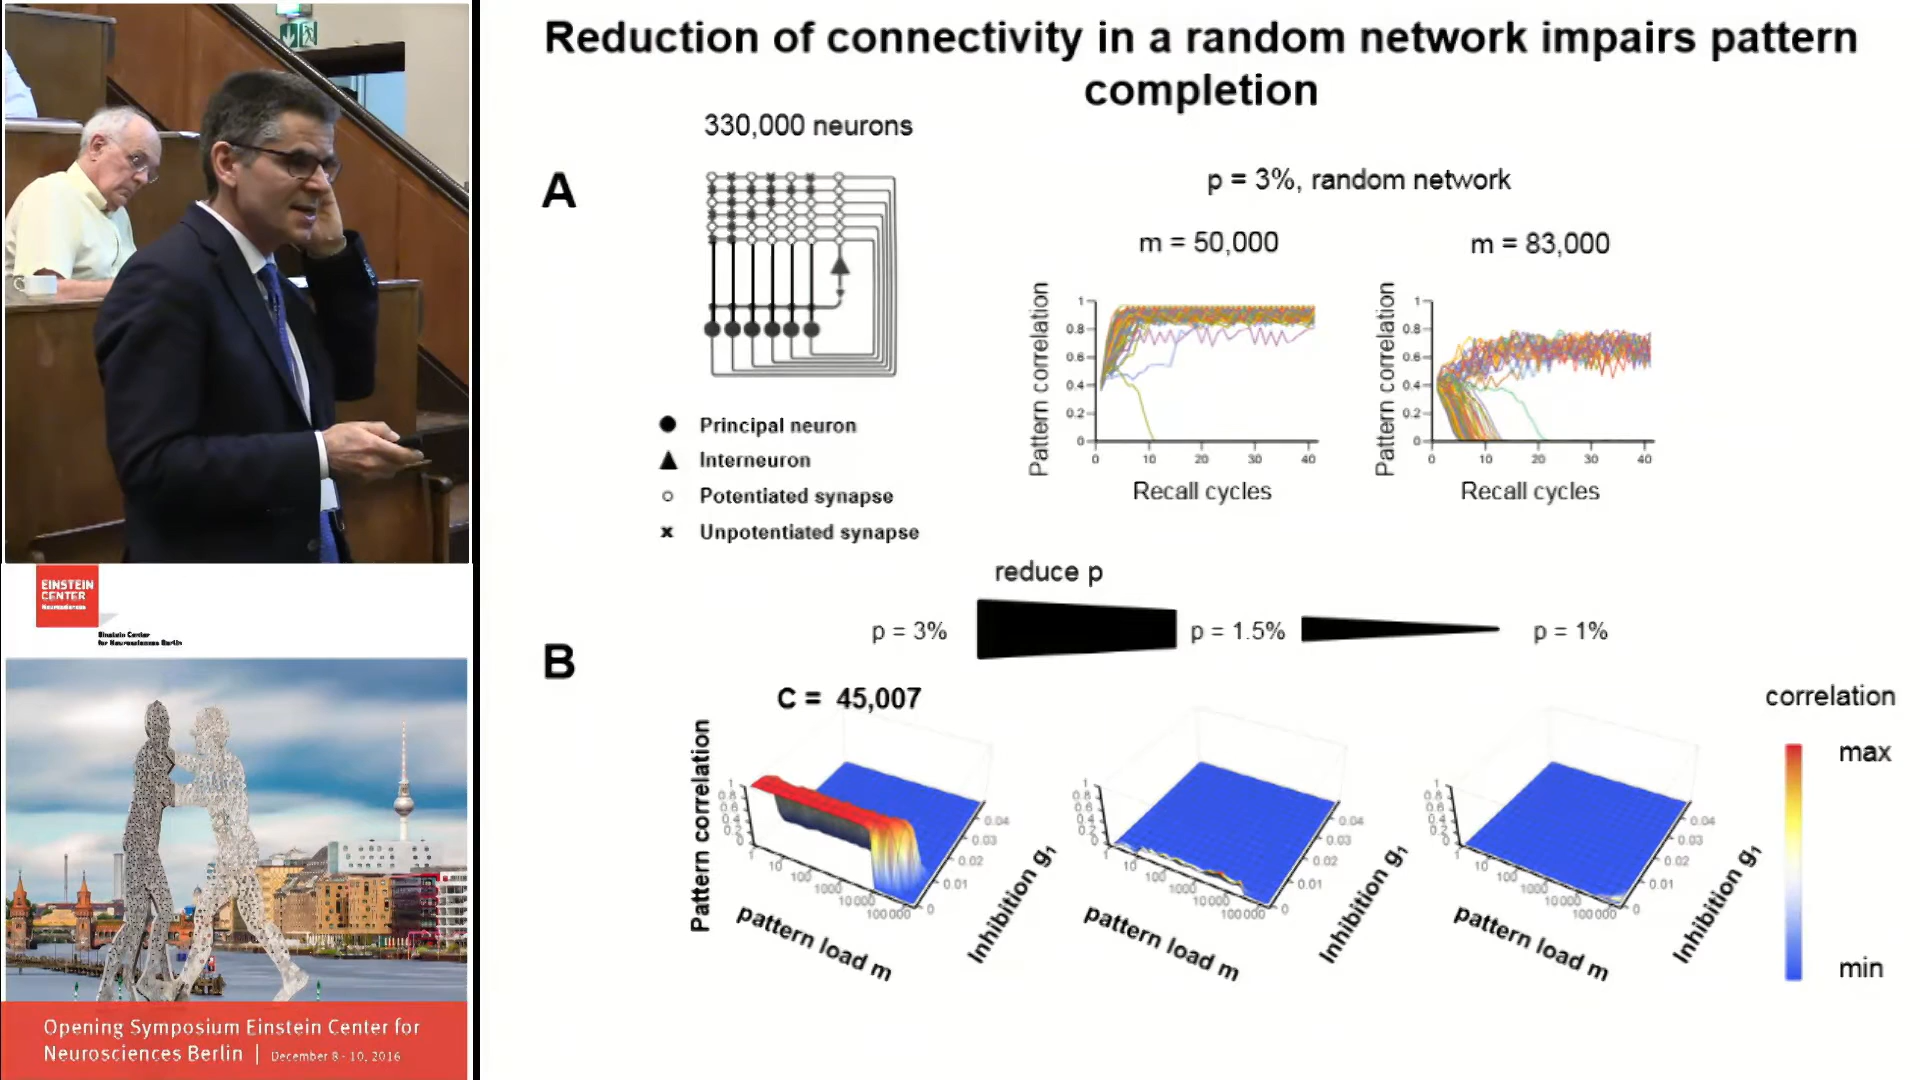 Reduction of connectivity in a random network impairs pattern
completion
330,000 neurons
A
p = 3%, random network
m = 50,000
m = 83,000
Pattern correlation
1
0.8
0.6
0.4
0.2
0
0 10 20 30 40
Recall cycles
Pattern correlation
1
0.8
0.6
0.4
0.2
0
0 10 20 30 40
Recall cycles
Principal neuron
Interneuron
Potentiated synapse
x Unpotentiated synapse
reduce p
p = 3%
p = 1.5%
p = 1%
B
C = 45,007
Pattern correlation
1
0.8
0.6
0.4
0.2
1
10
100
1000
10000
100000
0
0.01
0.02
0.03
0.04
pattern load m
Inhibition g1
1
0.8
0.6
0.4
0.2
1
10
100
1000
10000
100000
0
0.01
0.02
0.03
0.04
pattern load m
Inhibition g1
1
0.8
0.6
0.4
0.2
1
10
100
1000
10000
100000
0
0.01
0.02
0.03
0.04
pattern load m
Inhibition g1
correlation
max
min
EINSTEIN
CENTER
Neurosciences
Einstein Center
for Neurosciences Berlin
Opening Symposium Einstein Center for
Neurosciences Berlin | December 8 - 10, 2016